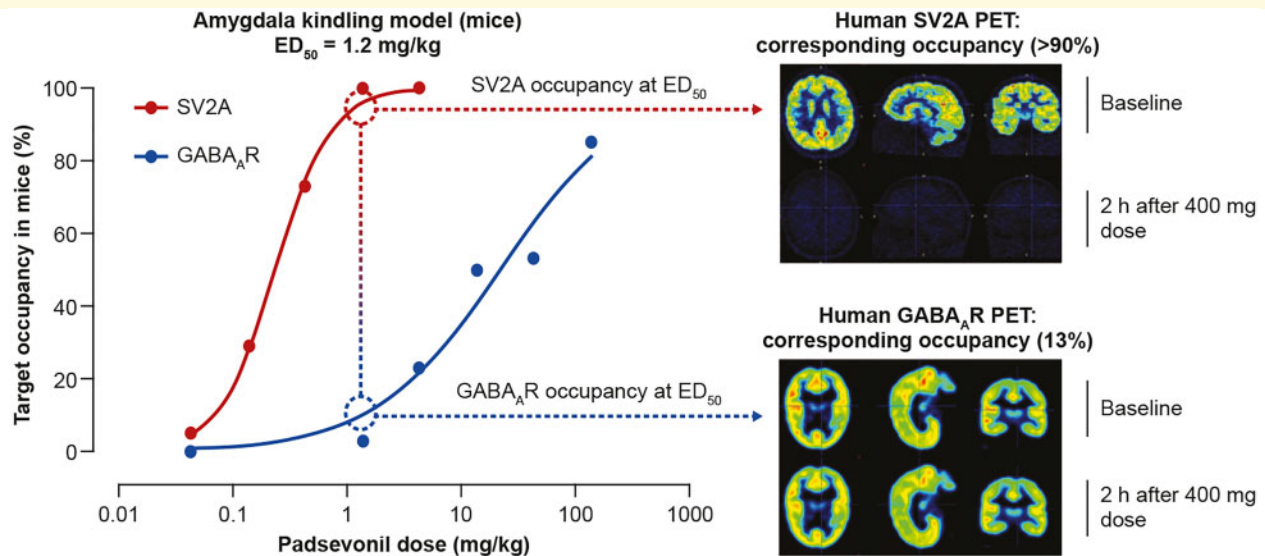 Amygdala kindling model (mice)
ED50 = 1.2 mg/kg
Target occupancy in mice (%)
100
80
60
40
20
0
SV2A
GABAAR
SV2A occupancy at ED50
GABAAR occupancy at ED50
0.01
0.1
1
10
100
1000
Padsevonil dose (mg/kg)
Human SV2A PET:
corresponding occupancy (>90%)
Baseline
2 h after 400 mg
dose
Human GABAAR PET:
corresponding occupancy (13%)
Baseline
2 h after 400 mg
dose